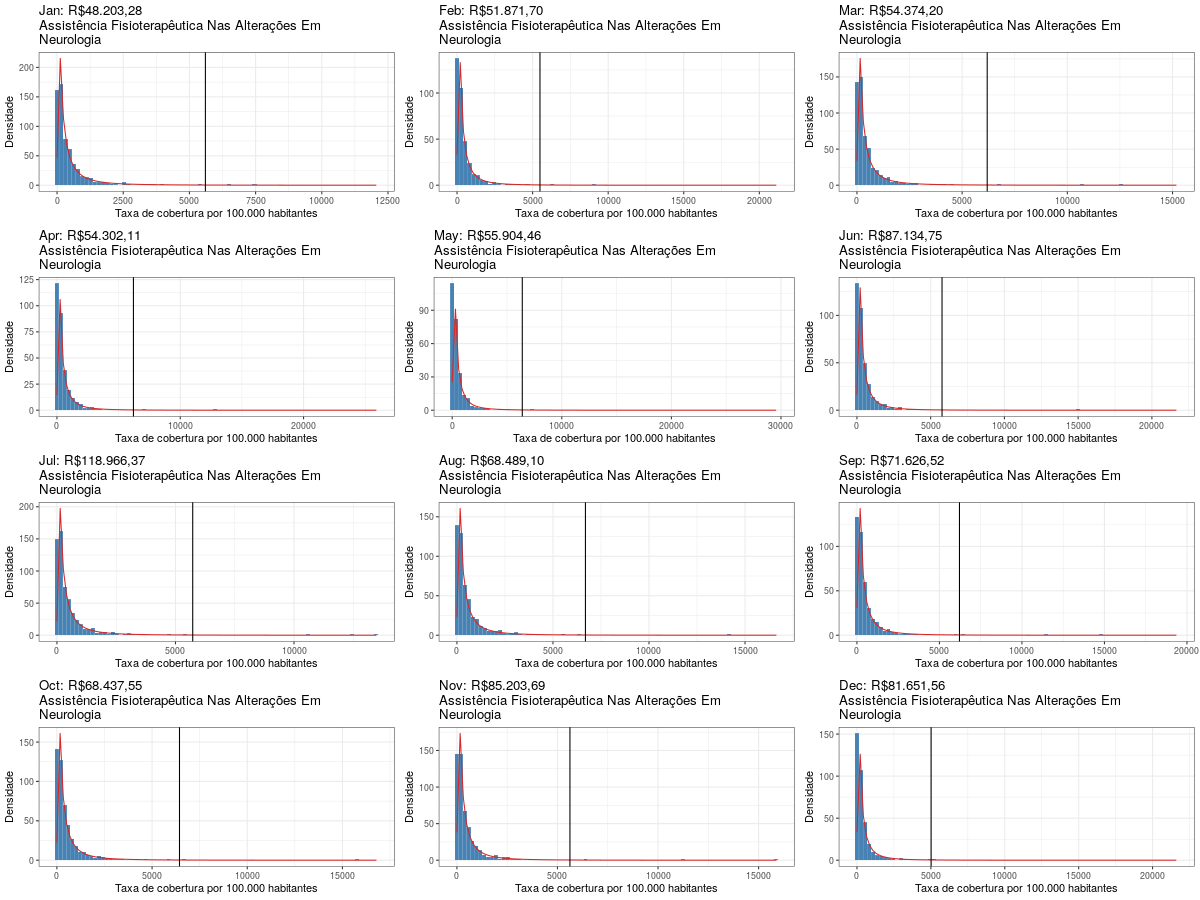 Jan: R$48.203,28
Assistência Fisioterapêutica Nas Alterações Em
Neurologia
200
150
100
50
0
Densidade
0 2500 5000 7500 10000 12500
Taxa de cobertura por 100.000 habitantes
Feb: R$51.871,70
Assistência Fisioterapêutica Nas Alterações Em
Neurologia
100
50
0
Densidade
0 5000 10000 15000 20000
Taxa de cobertura por 100.000 habitantes
Mar: R$54.374,20
Assistência Fisioterapêutica Nas Alterações Em
Neurologia
150
100
50
0
Densidade
0 5000 10000 15000
Taxa de cobertura por 100.000 habitantes
Apr: R$54.302,11
Assistência Fisioterapêutica Nas Alterações Em
Neurologia
125
100
75
50
25
0
Densidade
0 10000 20000
Taxa de cobertura por 100.000 habitantes
May: R$55.904,46
Assistência Fisioterapêutica Nas Alterações Em
Neurologia
90
60
30
0
Densidade
0 10000 20000 30000
Taxa de cobertura por 100.000 habitantes
Jun: R$87.134,75
Assistência Fisioterapêutica Nas Alterações Em
Neurologia
100
50
0
Densidade
0 5000 10000 15000 20000
Taxa de cobertura por 100.000 habitantes
Jul: R$118.966,37
Assistência Fisioterapêutica Nas Alterações Em
Neurologia
200
150
100
50
0
Densidade
0 5000 10000
Taxa de cobertura por 100.000 habitantes
Aug: R$68.489,10
Assistência Fisioterapêutica Nas Alterações Em
Neurologia
150
100
50
0
Densidade
0 5000 10000 15000
Taxa de cobertura por 100.000 habitantes
Sep: R$71.626,52
Assistência Fisioterapêutica Nas Alterações Em
Neurologia
100
50
0
Densidade
0 5000 10000 15000 20000
Taxa de cobertura por 100.000 habitantes
Oct: R$68.437,55
Assistência Fisioterapêutica Nas Alterações Em
Neurologia
150
100
50
0
Densidade
0 5000 10000 15000
Taxa de cobertura por 100.000 habitantes
Nov: R$85.203,69
Assistência Fisioterapêutica Nas Alterações Em
Neurologia
150
100
50
0
Densidade
0 5000 10000 15000
Taxa de cobertura por 100.000 habitantes
Dec: R$81.651,56
Assistência Fisioterapêutica Nas Alterações Em
Neurologia
150
100
50
0
Densidade
0 5000 10000 15000 20000
Taxa de cobertura por 100.000 habitantes